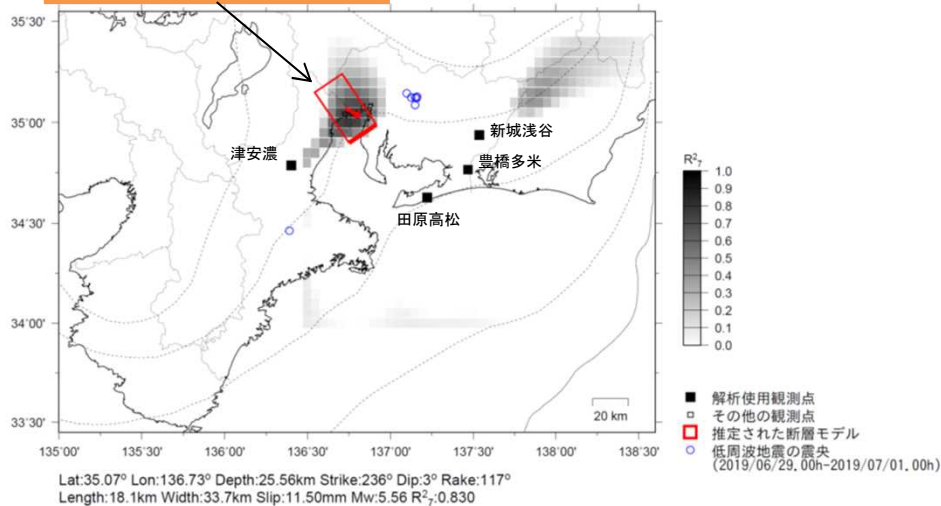 35°30'
35°00'
34°30'
34°00'
33°30'
135°00'
135°30'
136°00'
136°30'
137°00'
137°30'
138°00'
138°30'
津安濃
新城浅谷
豊橋多米
田原高松
20 km
R²₇
1.0
0.9
0.8
0.7
0.6
0.5
0.4
0.3
0.2
0.1
0.0
解析使用観測点
その他の観測点
推定された断層モデル
低周波地震の震央
(2019/06/29.00h-2019/07/01.00h)
Lat:35.07° Lon:136.73° Depth:25.56km Strike:236° Dip:3° Rake:117°
Length:18.1km Width:33.7km Slip:11.50mm Mw:5.56 R²₇:0.830